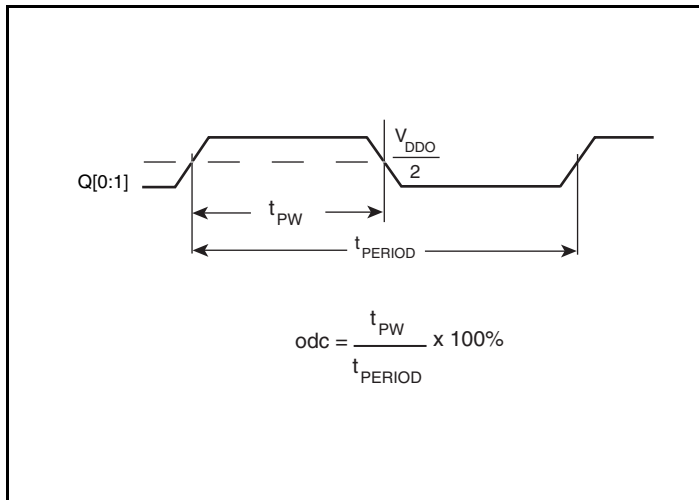 V_DDO
2
Q[0:1]
t_PW
t_PERIOD
odc = t_PW / t_PERIOD x 100%